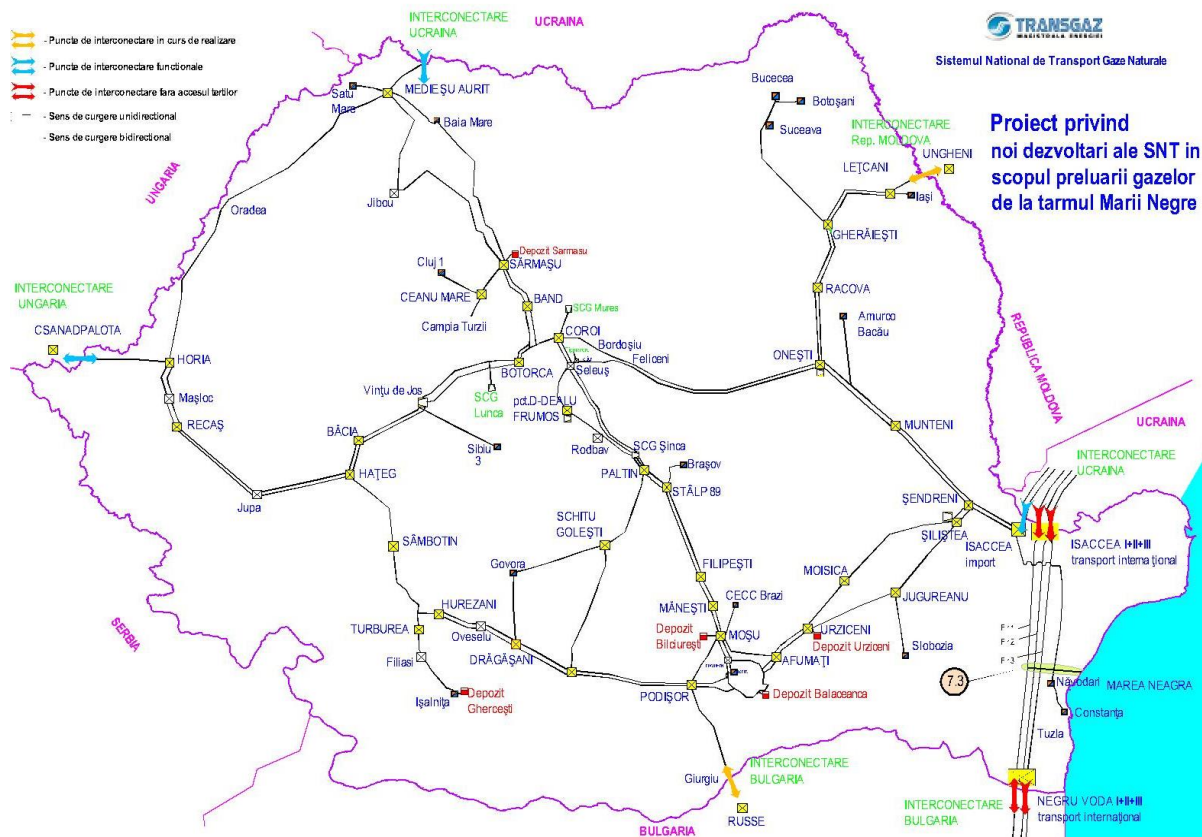 INTERCONECTARE
UCRAINA
UCRAINA
TRANSGAZ
MAGISTRALA ENERGIEI
Sistemul National de Transport Gaze Naturale
- Puncte de interconectare in curs de realizare
- Puncte de interconectare functionale
- Puncte de interconectare fara accesul tertilor
- Sens de curgere unidirectional
- Sens de curgere bidirectional
Proiect privind
noi dezvoltari ale SNT in
scopul preluarii gazelor
de la tarmul Marii Negre
Satu
Mare
MEDIEŞU AURIT
Baia Mare
Bucecea
Botoşani
Suceava
INTERCONECTARE
Rep. MOLDOVA
UNGHENI
LEŢCANI
Iaşi
UNGARIA
Oradea
Jibou
GHERĂIEŞTI
Depozit Sarmasu
SĂRMAŞU
Cluj 1
CEANU MARE
Campia Turzii
BAND
SCG Mures
RACOVA
Amurco
Bacău
INTERCONECTARE
UNGARIA
CSANADPALOTA
HORIA
Maşloc
RECAŞ
COROI
Bordoşiu
Feliceni
Seleuş
BOTORCA
ONEŞTI
REPUBLICA MOLDOVA
Vinţu de Jos
SCG
Lunca
pct.D-DEALU
FRUMOS
BĂCIA
Sibiu
3
Rodbav
SCG Şinca
MUNTENI
UCRAINA
INTERCONECTARE
UCRAINA
HAŢEG
Jupa
PALTIN
Braşov
STÂLP 89
ŞENDRENI
ŞILIŞTEA
ISACCEA
import
ISACCEA I+II+III
transport internaţional
SÂMBOTIN
SCHITU
GOLEŞTI
Govora
FILIPEŞTI
MOISICA
JUGUREANU
SERBIA
HUREZANI
Oveselu
TURBUREA
MĂNEŞTI
CECC Brazi
Depozit
Bilciureşti
MOŞU
URZICENI
Depozit Urziceni
Slobozia
Filiasi
DRĂGĂŞANI
AFUMAŢI
F 1
F 2
F 3
7.3
Năvodari
MAREA NEAGRA
Işalniţa
Depozit
Gherceşti
PODIŞOR
Depozit Balaceanca
Constanţa
Tuzla
Giurgiu
INTERCONECTARE
BULGARIA
RUSSE
BULGARIA
INTERCONECTARE
BULGARIA
NEGRU VODA I+II+III
transport international